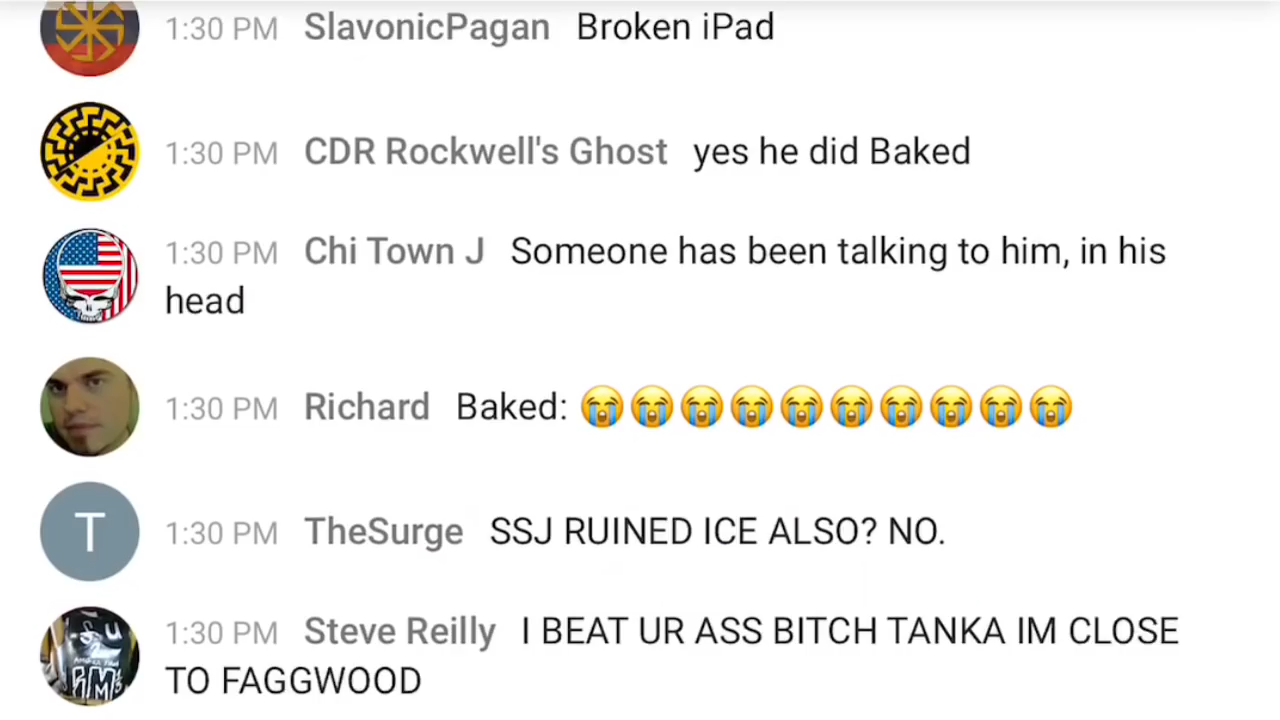 1:30 PM SlavonicPagan Broken iPad
1:30 PM CDR Rockwell's Ghost yes he did Baked
1:30 PM Chi Town J Someone has been talking to him, in his
head
1:30 PM Richard Baked: 😭😭😭😭😭😭😭😭😭😭
T 1:30 PM TheSurge SSJ RUINED ICE ALSO? NO.
1:30 PM Steve Reilly I BEAT UR ASS BITCH TANKA IM CLOSE
TO FAGGWOOD